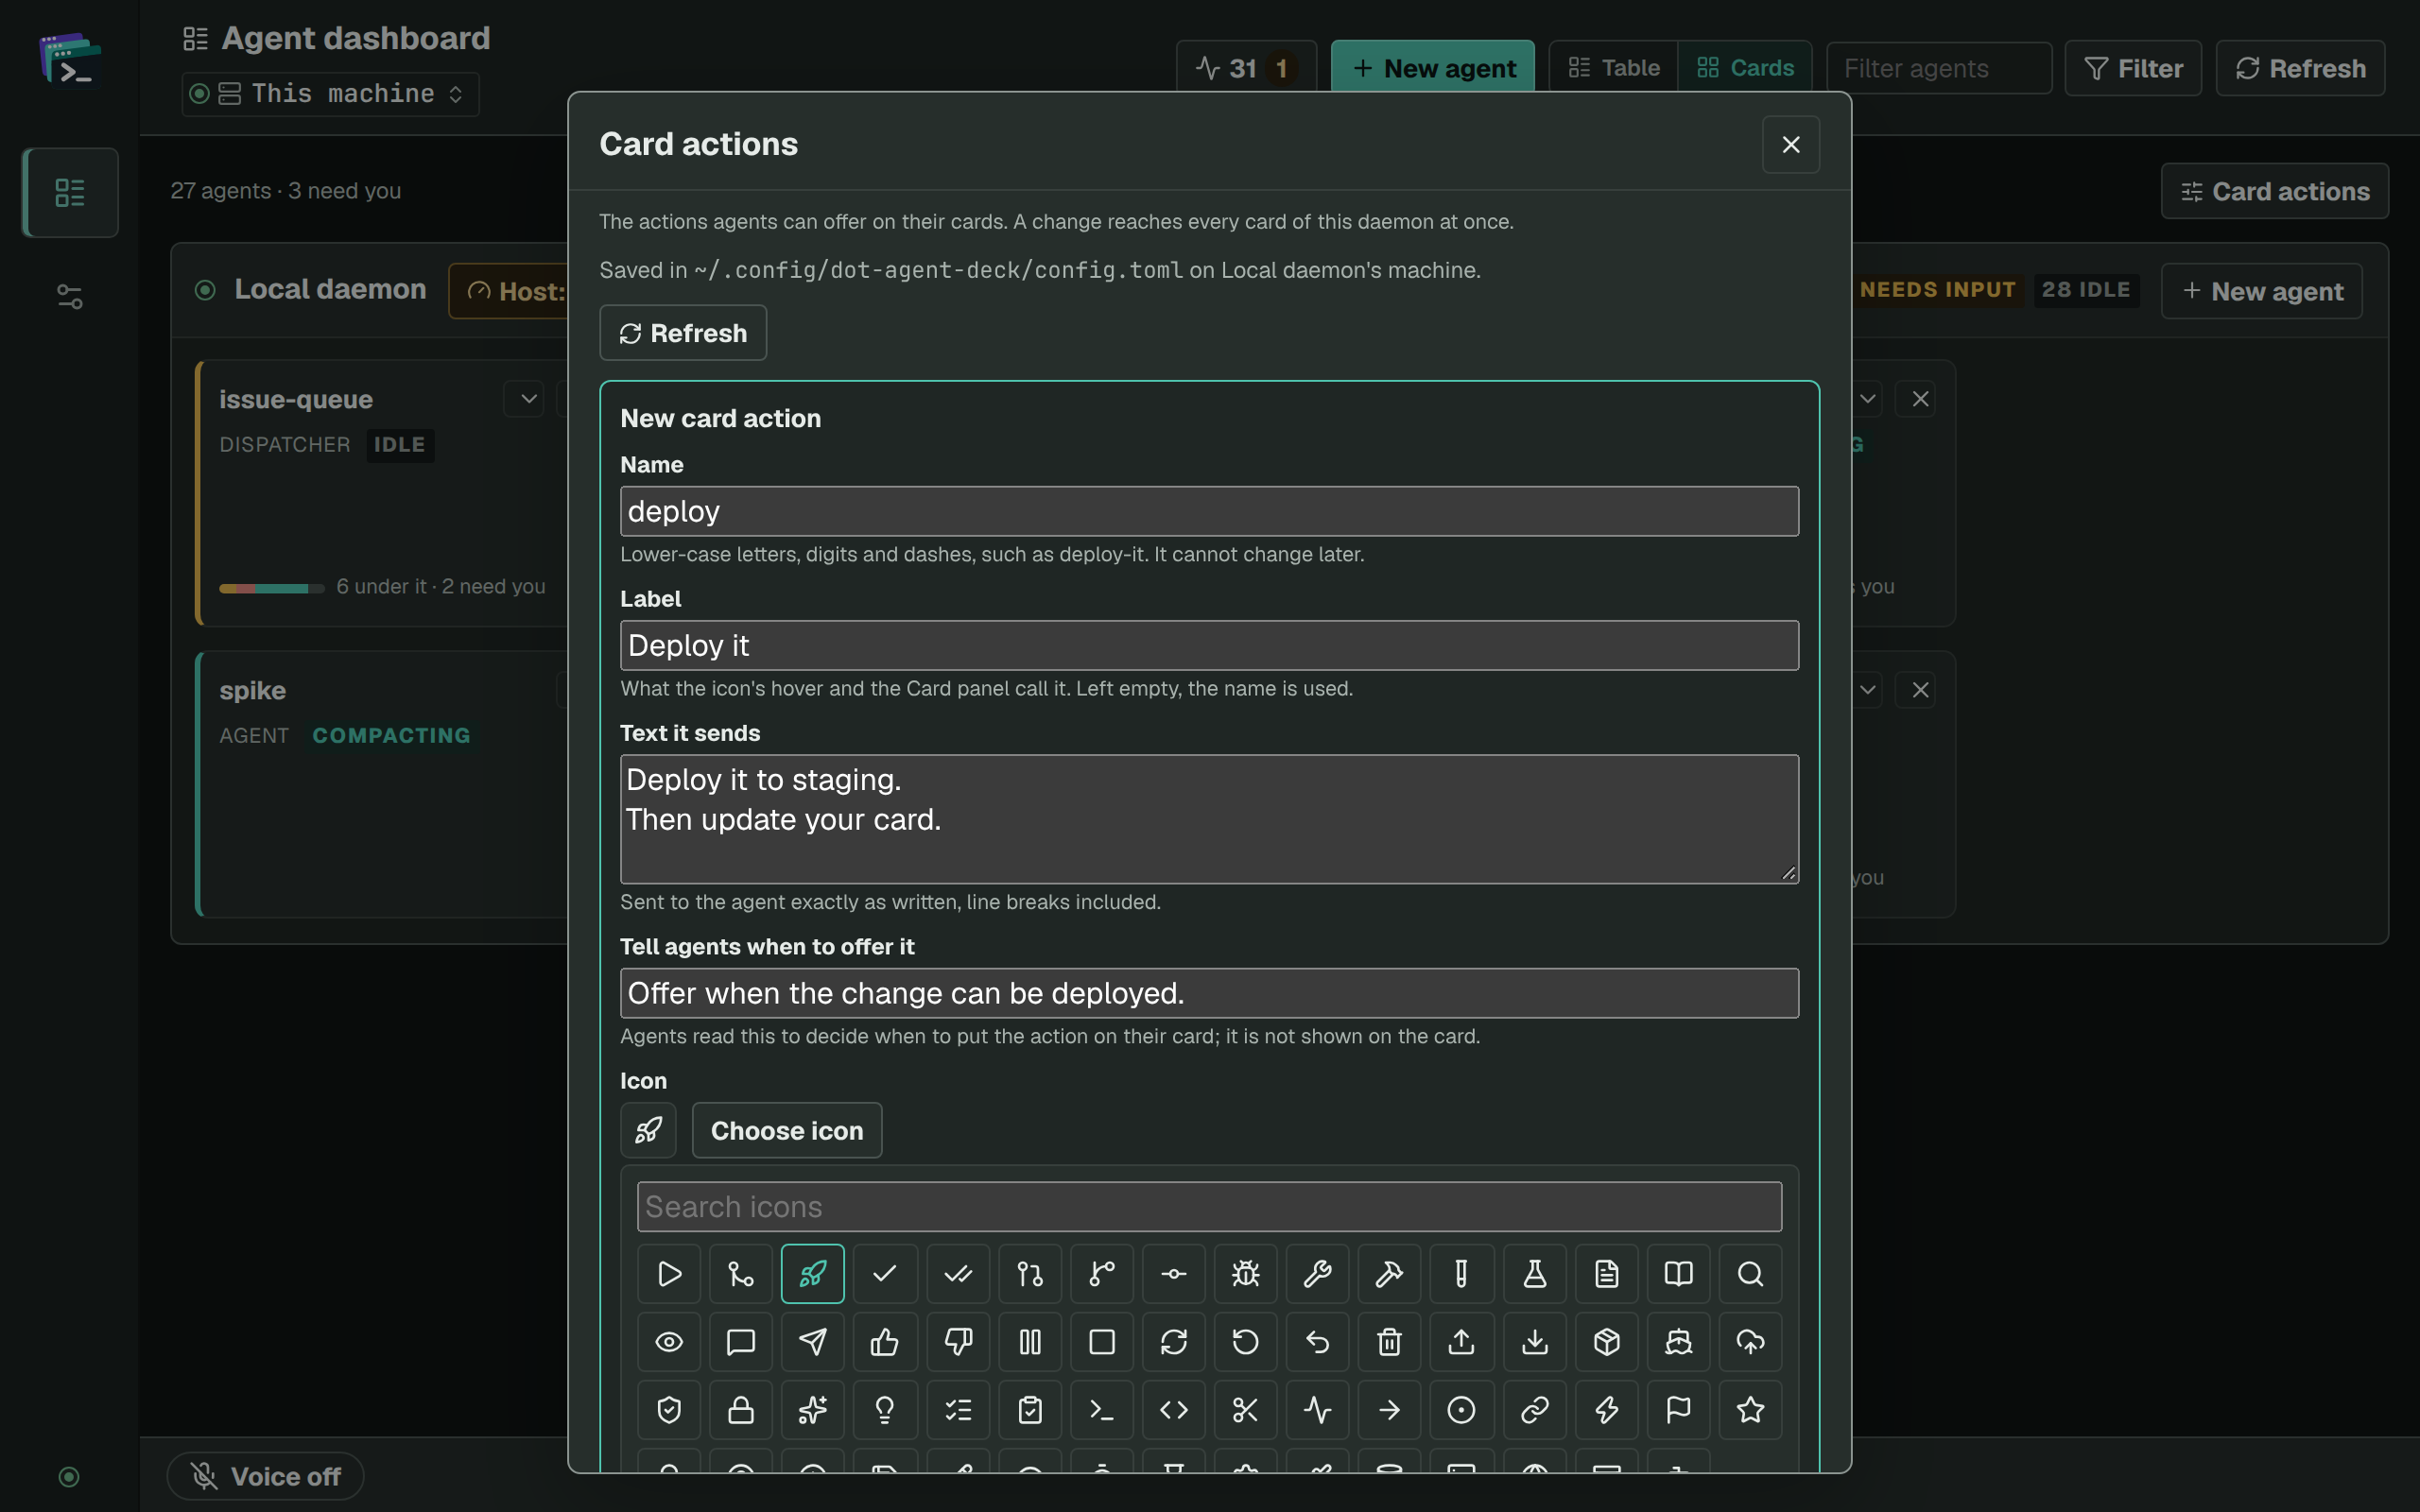 Agent dashboard
This machine
31 1
New agent
Table
Cards
Filter agents
Filter
Refresh
27 agents · 3 need you
Card actions
Local daemon
Host:
NEEDS INPUT
28 IDLE
New agent
issue-queue
DISPATCHER IDLE
6 under it · 2 need you
spike
AGENT COMPACTING
you
you
Card actions
The actions agents can offer on their cards. A change reaches every card of this daemon at once.
Saved in ~/.config/dot-agent-deck/config.toml on Local daemon's machine.
Refresh
New card action
Name
deploy
Lower-case letters, digits and dashes, such as deploy-it. It cannot change later.
Label
Deploy it
What the icon's hover and the Card panel call it. Left empty, the name is used.
Text it sends
Deploy it to staging.
Then update your card.
Sent to the agent exactly as written, line breaks included.
Tell agents when to offer it
Offer when the change can be deployed.
Agents read this to decide when to put the action on their card; it is not shown on the card.
Icon
Choose icon
Search icons
Voice off